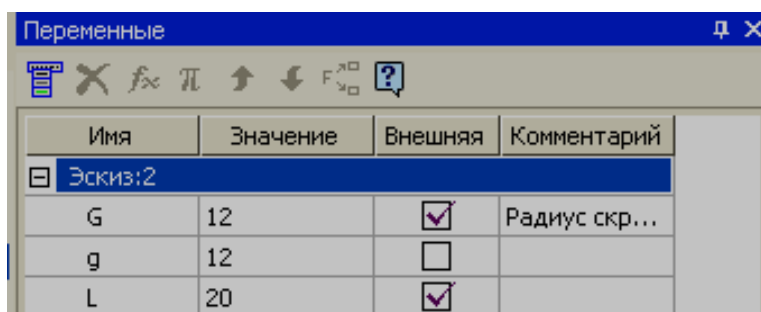 Переменные
Имя Значение Внешняя Комментарий
Эскиз:2
G 12 Радиус скр...
g 12
L 20